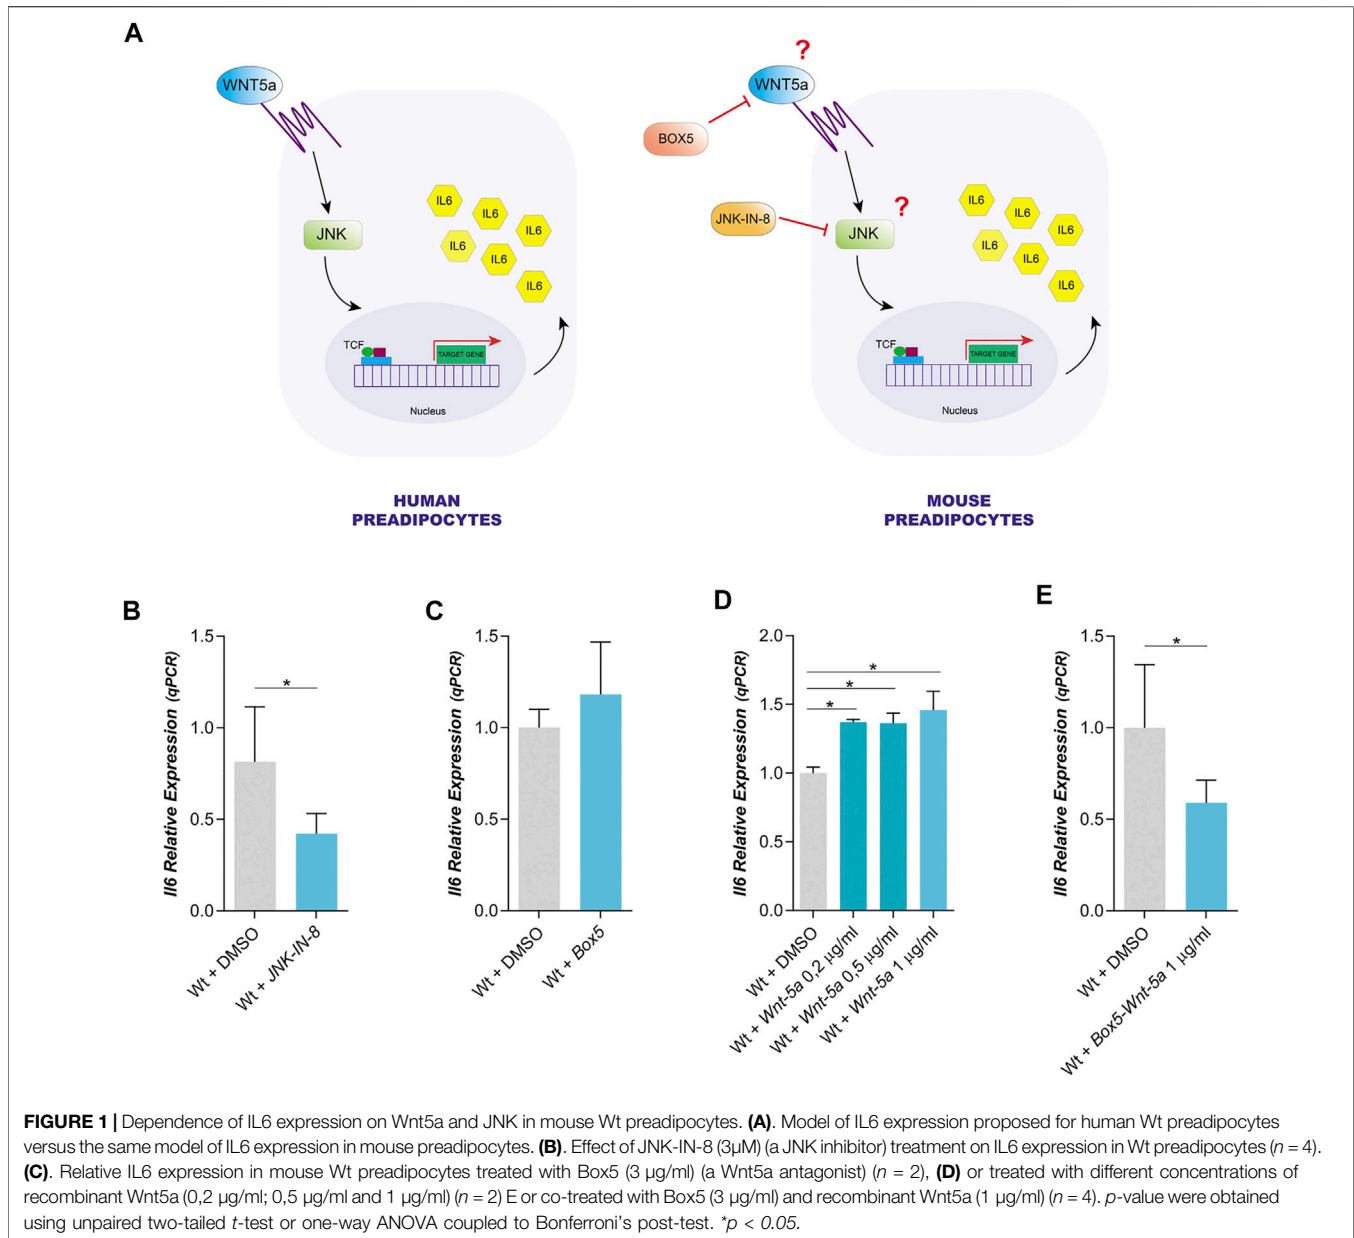 A
?
WNT5a
WNT5a
BOX5
IL6
IL6
IL6
IL6
IL6
IL6
JNK
JNK-IN-8
?
JNK
IL6
IL6
IL6
IL6
IL6
IL6
TCF
TARGET GENE
Nucleus
TCF
TARGET GENE
Nucleus
HUMAN
PREADIPOCYTES
MOUSE
PREADIPOCYTES
B
Il6 Relative Expression (qPCR)
1.5
1.0
0.5
0.0
*
Wt + DMSO
Wt + JNK-IN-8
C
Il6 Relative Expression (qPCR)
1.5
1.0
0.5
0.0
Wt + DMSO
Wt + Box5
D
Il6 Relative Expression (qPCR)
2.0
1.5
1.0
0.5
0.0
*
*
*
Wt + DMSO
Wt + Wnt-5a 0,2 µg/ml
Wt + Wnt-5a 0,5 µg/ml
Wt + Wnt-5a 1 µg/ml
E
Il6 Relative Expression (qPCR)
1.5
1.0
0.5
0.0
*
Wt + DMSO
Wt + Box5-Wnt-5a 1 µg/ml
FIGURE 1 | Dependence of IL6 expression on Wnt5a and JNK in mouse Wt preadipocytes. (A). Model of IL6 expression proposed for human Wt preadipocytes
versus the same model of IL6 expression in mouse preadipocytes. (B). Effect of JNK-IN-8 (3µM) (a JNK inhibitor) treatment on IL6 expression in Wt preadipocytes (n = 4).
(C). Relative IL6 expression in mouse Wt preadipocytes treated with Box5 (3 µg/ml) (a Wnt5a antagonist) (n = 2), (D) or treated with different concentrations of
recombinant Wnt5a (0,2 µg/ml; 0,5 µg/ml and 1 µg/ml) (n = 2) E or co-treated with Box5 (3 µg/ml) and recombinant Wnt5a (1 µg/ml) (n = 4). p-value were obtained
using unpaired two-tailed t-test or one-way ANOVA coupled to Bonferroni's post-test. *p < 0.05.